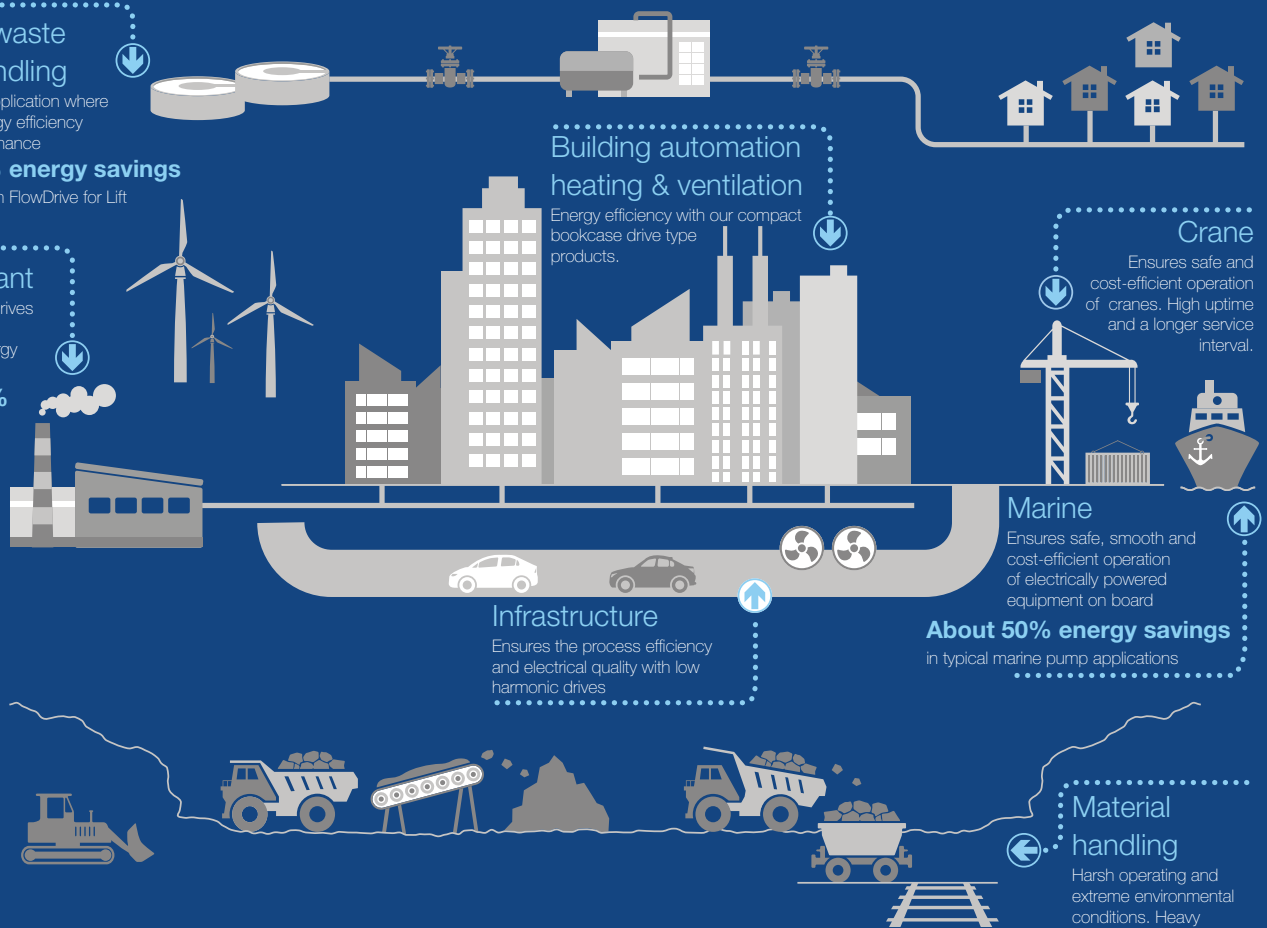 waste
ndling
plication where
gy efficiency
nance
energy savings
n FlowDrive for Lift
ant
rives
rgy
%
Building automation
heating & ventilation
Energy efficiency with our compact
bookcase drive type
products.
Crane
Ensures safe and
cost-efficient operation
of cranes. High uptime
and a longer service
interval.
Marine
Ensures safe, smooth and
cost-efficient operation
of electrically powered
equipment on board
About 50% energy savings
in typical marine pump applications
Infrastructure
Ensures the process efficiency
and electrical quality with low
harmonic drives
Material
handling
Harsh operating and
extreme environmental
conditions. Heavy